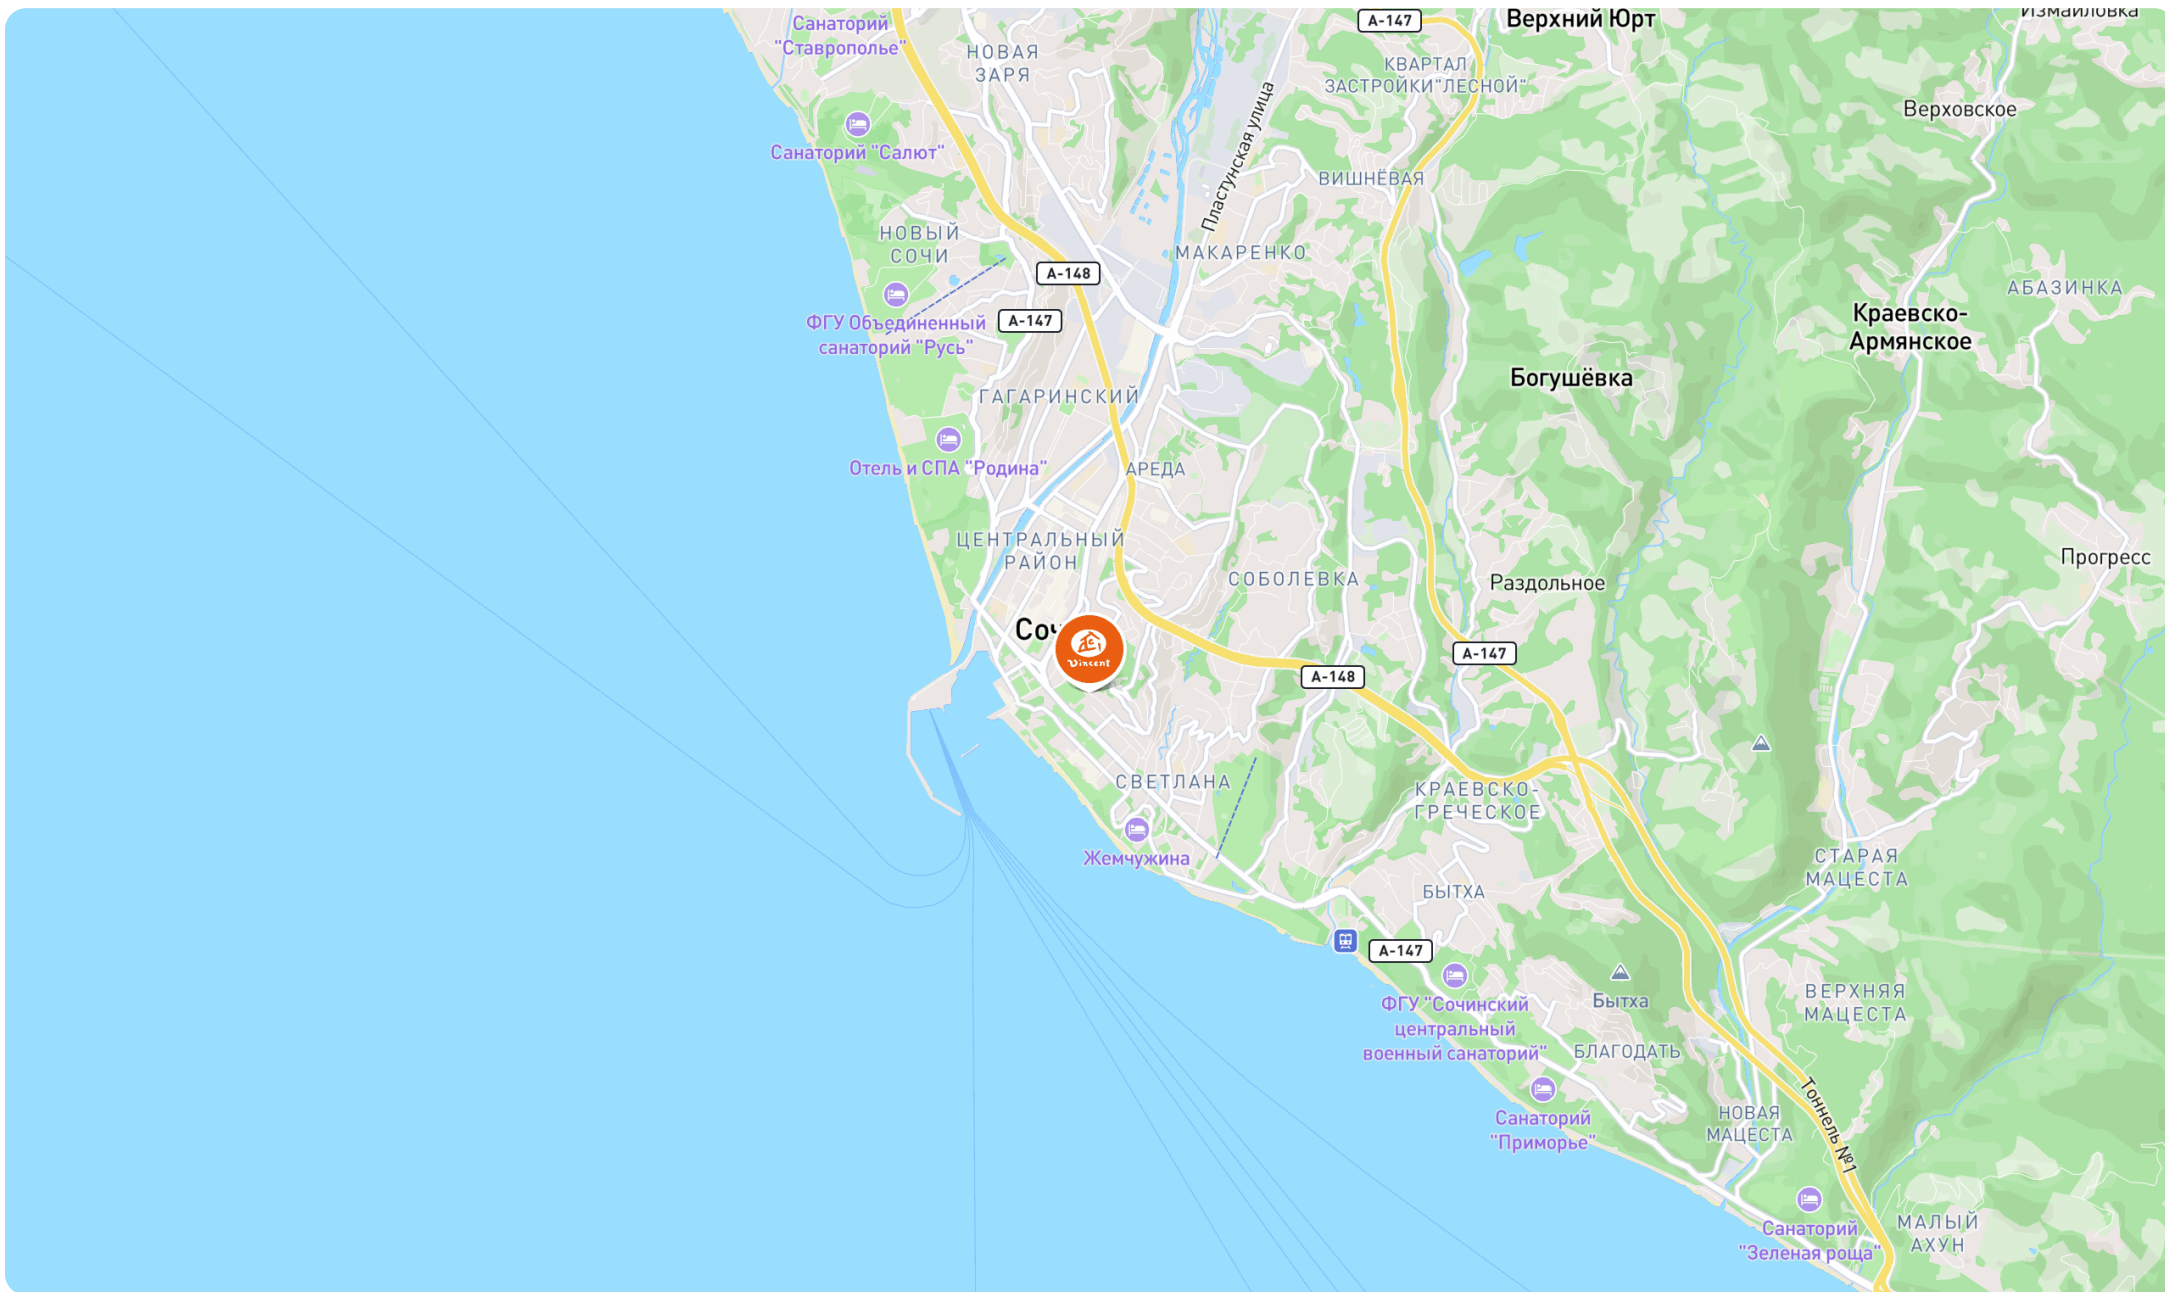 Санаторий
"Ставрополье"
НОВАЯ
ЗАРЯ
А-147
Верхний Юрт
Измайловка
КВАРТАЛ
ЗАСТРОЙКИ"ЛЕСНОЙ"
Верховское
Санаторий "Салют"
Пластунская улица
ВИШНЁВАЯ
НОВЫЙ
СОЧИ
МАКАРЕНКО
А-148
АБАЗИНКА
ФГУ Объединенный
санаторий "Русь"
А-147
Краевско-
Армянское
Богушёвка
ГАГАРИНСКИЙ
Отель и СПА "Родина"
АРЕДА
ЦЕНТРАЛЬНЫЙ
РАЙОН
СОБОЛЕВКА
Раздольное
Прогресс
Соч
Vincent
А-147
А-148
СВЕТЛАНА
КРАЕВСКО-
ГРЕЧЕСКОЕ
Жемчужина
СТАРАЯ
МАЦЕСТА
БЫТХА
А-147
ФГУ "Сочинский
центральный
военный санаторий"
Бытха
ВЕРХНЯЯ
МАЦЕСТА
БЛАГОДАТЬ
Санаторий
"Приморье"
НОВАЯ
МАЦЕСТА
Тоннель №1
Санаторий
"Зеленая роща"
МАЛЫЙ
АХУН